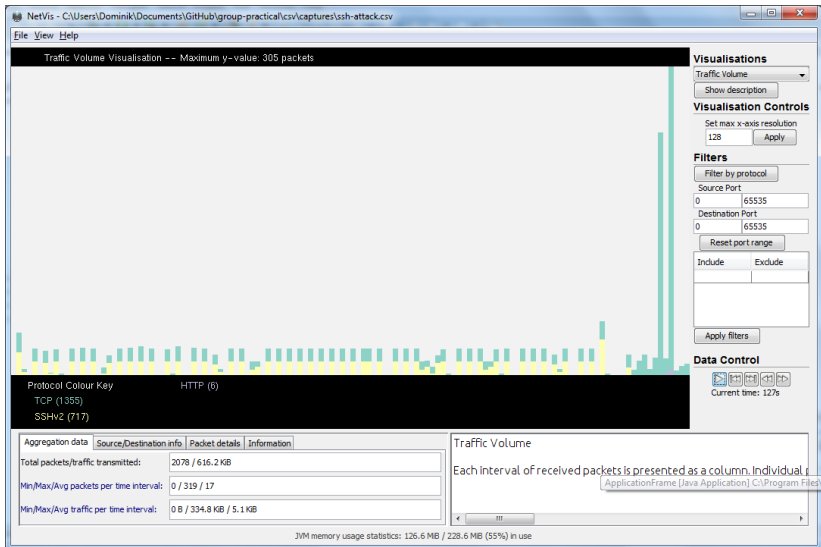 NetVis - C:\Users\Dominik\Documents\GitHub\group-practical\csv\captures\ssh-attack.csv
File View Help
Traffic Volume Visualisation -- Maximum y-value: 305 packets
Visualisations
Traffic Volume
Show description
Visualisation Controls
Set max x-axis resolution
128 Apply
Filters
Filter by protocol
Source Port
0 65535
Destination Port
0 65535
Reset port range
Include Exclude
Apply filters
Data Control
Current time: 127s
Protocol Colour Key HTTP (6)
TCP (1355)
SSHv2 (717)
Aggregation data Source/Destination info Packet details Information
Total packets/traffic transmitted: 2078 / 616.2 KiB
Min/Max/Avg packets per time interval: 0 / 319 / 17
Min/Max/Avg traffic per time interval: 0 B / 334.8 KiB / 5.1 KiB
Traffic Volume
Each interval of received packets is presented as a column. Individual p
ApplicationFrame [Java Application] C:\Program Files\
JVM memory usage statistics: 126.6 MiB / 228.6 MiB (55%) in use